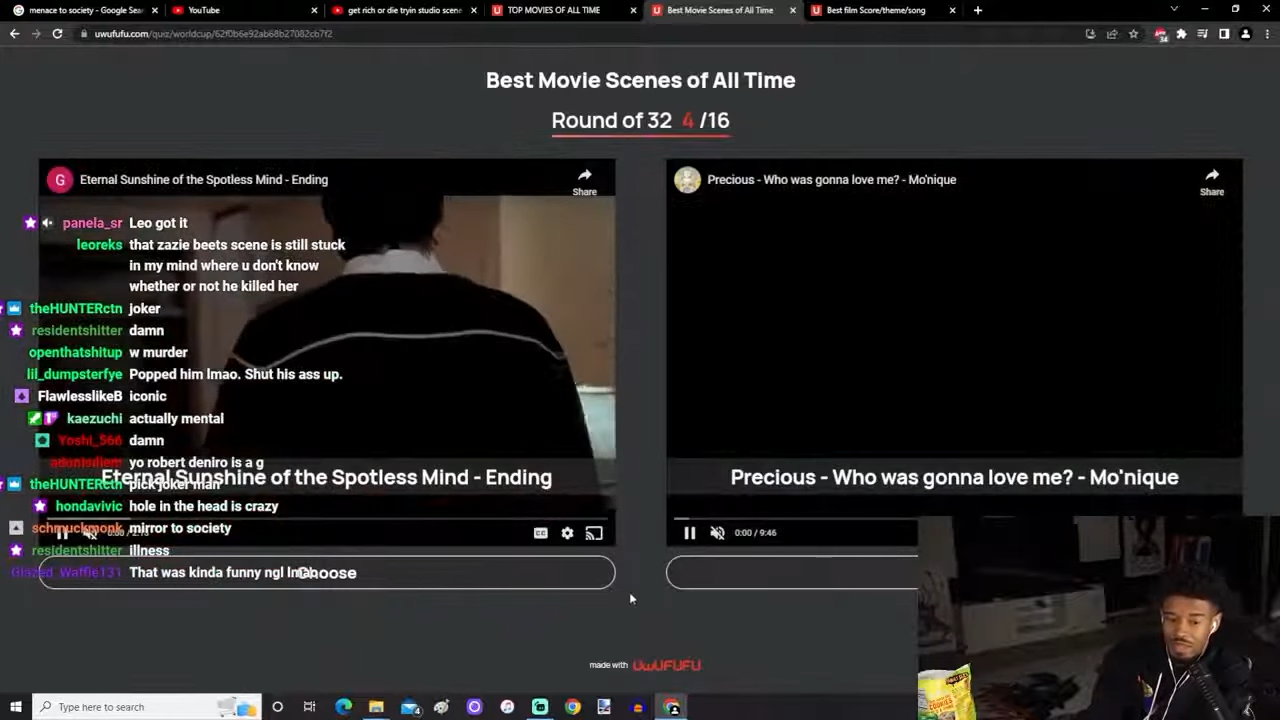 menace to society - Google Sea
YouTube
get rich or die tryin studio scene
TOP MOVIES OF ALL TIME
Best Movie Scenes of All Time
Best film Score/theme/song
uwufufu.com/quiz/worldcup/62f0b6e92ab68b27082cb7f2
Best Movie Scenes of All Time
Round of 32 4 /16
G Eternal Sunshine of the Spotless Mind - Ending
Share
Precious - Who was gonna love me? - Mo'nique
Share
panela_sr Leo got it
leoreks that zazie beets scene is still stuck
in my mind where u don't know
whether or not he killed her
theHUNTERctn joker
residentshitter damn
openthatshitup w murder
lil_dumpsterfye Popped him lmao. Shut his ass up.
FlawlesslikeB iconic
kaezuchi actually mental
Yoshi_566 damn
yo robert deniro is a g
Eternal Sunshine of the Spotless Mind - Ending
Precious - Who was gonna love me? - Mo'nique
theHUNTERctn pick joker man
hondavivic hole in the head is crazy
schmuckmonk mirror to society
0:00 / 9:46
residentshitter illness
Glazed_Waffle131 That was kinda funny ngl
Choose
made with UWUFUFU
Type here to search